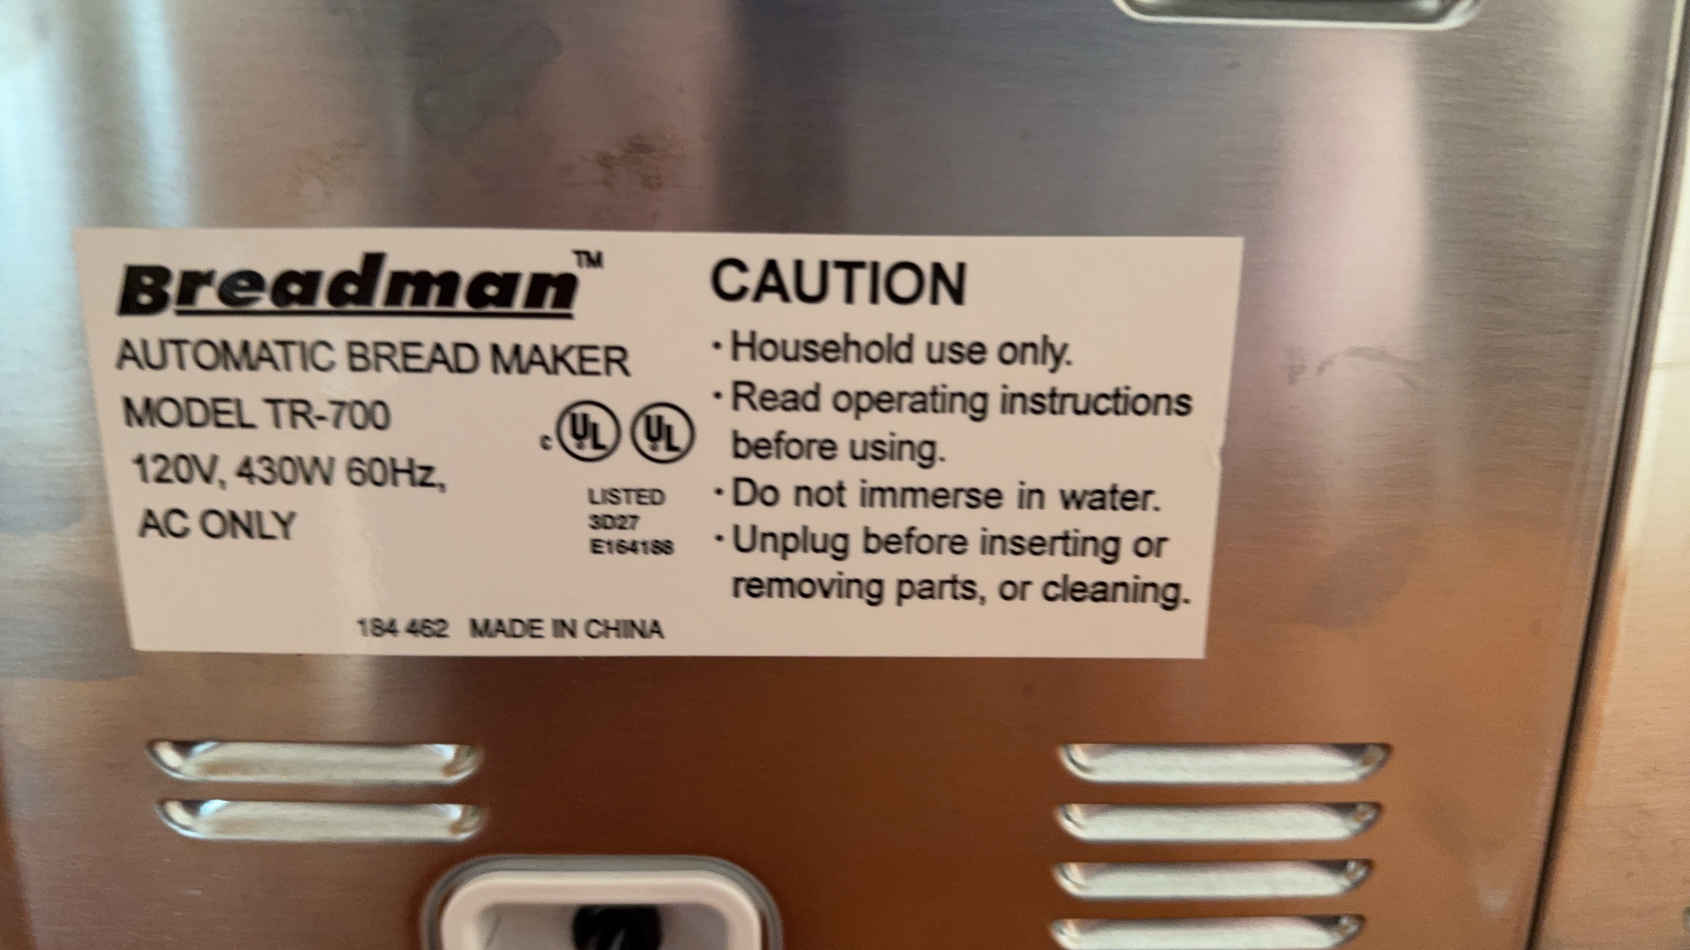 Breadman™
AUTOMATIC BREAD MAKER
MODEL TR-700
120V, 430W 60Hz,
AC ONLY
c UL UL
LISTED
3D27
E164188
184 462 MADE IN CHINA
CAUTION
· Household use only.
· Read operating instructions
before using.
· Do not immerse in water.
· Unplug before inserting or
removing parts, or cleaning.